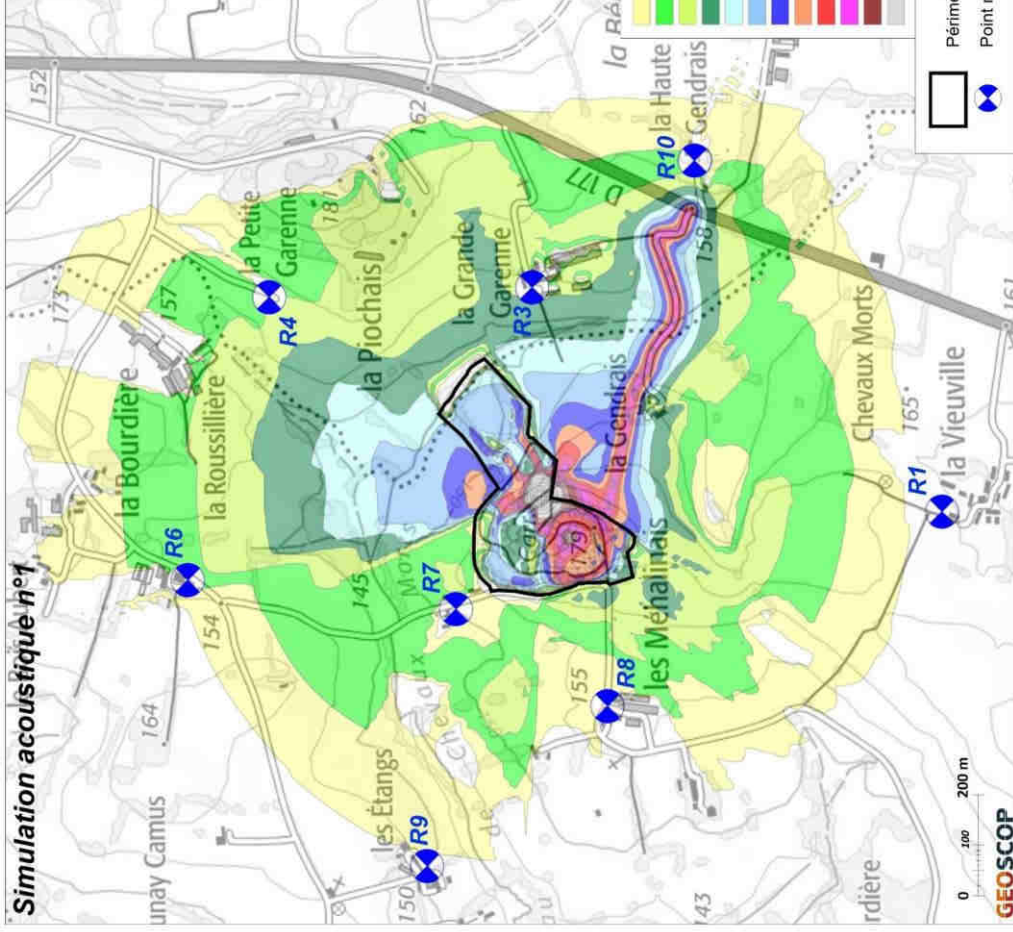 Simulation acoustique n°1
152
173
la Bourdière
157
la Petite
Garenne
181
162
la Haute
Gendrais
R10
R6
154
la Roussillière
R4
la Piochais
la Grande
Garenne
R3
D 177
158
164
145
R7
la Gendrais
179
unay Camus
les Étangs
R9
150
155
R8
les Méhalinais
Chevaux Morts
165
R1
la Vieuville
161
143
rdière
0 100 200 m
GEOSCOP
Périme
Point r